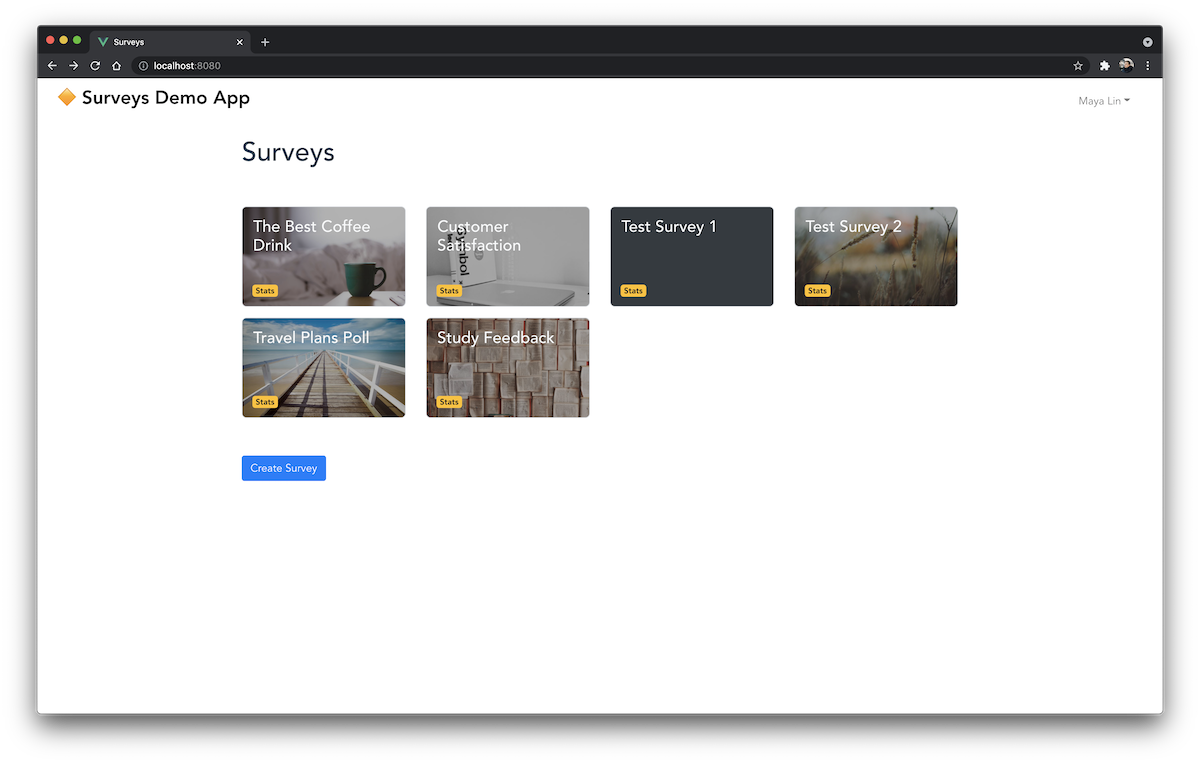 Surveys
localhost:8080
Surveys Demo App
Maya Lin
Surveys
The Best Coffee
Drink
Stats
Customer
Satisfaction
Symbol
Stats
Test Survey 1
Stats
Test Survey 2
Stats
Travel Plans Poll
Stats
Study Feedback
Stats
Create Survey